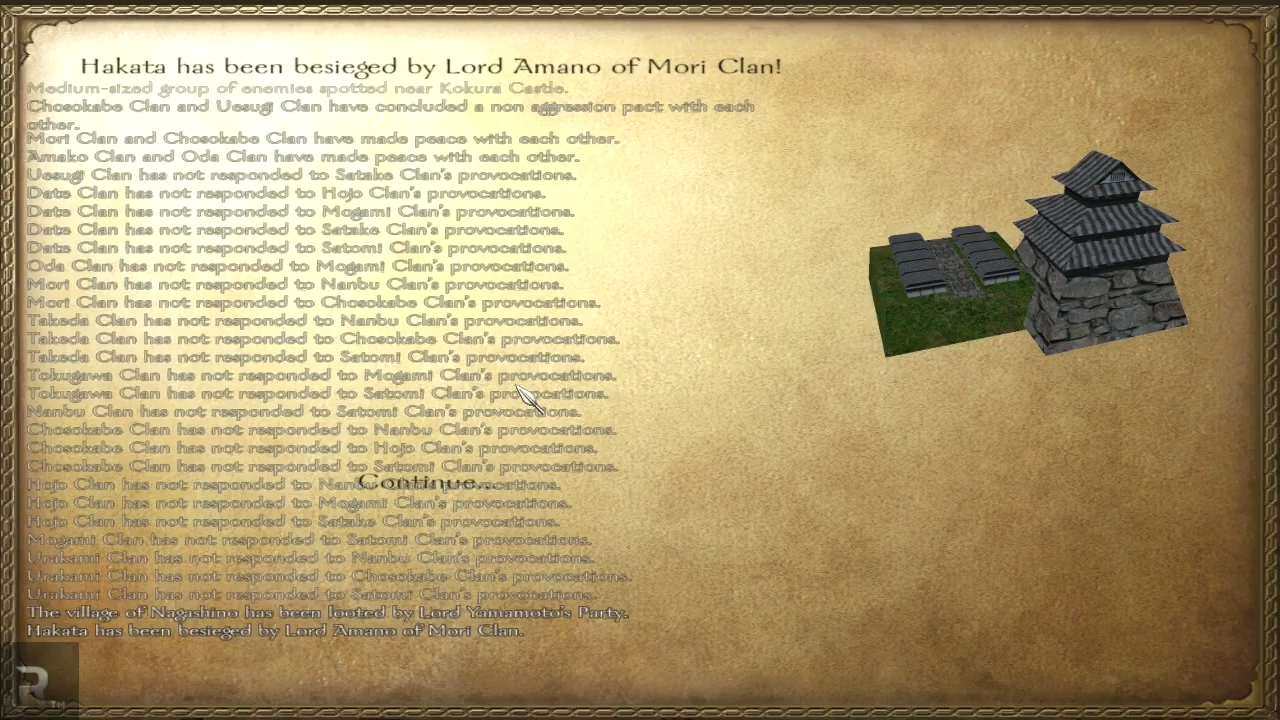 Hakata has been besieged by Lord Amano of Mori Clan!
Medium-sized group of enemies spotted near Kokura Castle.
Chosokabe Clan and Uesugi Clan have concluded a non aggression pact with each
other.
Mori Clan and Chosokabe Clan have made peace with each other.
Amako Clan and Oda Clan have made peace with each other.
Uesugi Clan has not responded to Satake Clan's provocations.
Date Clan has not responded to Hojo Clan's provocations.
Date Clan has not responded to Mogami Clan's provocations.
Date Clan has not responded to Satake Clan's provocations.
Date Clan has not responded to Satomi Clan's provocations.
Oda Clan has not responded to Mogami Clan's provocations.
Mori Clan has not responded to Nanbu Clan's provocations.
Mori Clan has not responded to Chosokabe Clan's provocations.
Takeda Clan has not responded to Nanbu Clan's provocations.
Takeda Clan has not responded to Chosokabe Clan's provocations.
Takeda Clan has not responded to Satomi Clan's provocations.
Tokugawa Clan has not responded to Mogami Clan's provocations.
Tokugawa Clan has not responded to Satomi Clan's provocations.
Nanbu Clan has not responded to Satomi Clan's provocations.
Chosokabe Clan has not responded to Nanbu Clan's provocations.
Chosokabe Clan has not responded to Hojo Clan's provocations.
Chosokabe Clan has not responded to Satomi Clan's provocations.
Hojo Clan has not responded to Nanbu Clan's provocations.
Continue...
Hojo Clan has not responded to Mogami Clan's provocations.
Hojo Clan has not responded to Satake Clan's provocations.
Mogami Clan has not responded to Satomi Clan's provocations.
Urakami Clan has not responded to Nanbu Clan's provocations.
Urakami Clan has not responded to Chosokabe Clan's provocations.
Urakami Clan has not responded to Satomi Clan's provocations.
The village of Nagashino has been looted by Lord Yamamoto's Party.
Hakata has been besieged by Lord Amano of Mori Clan.
R TM